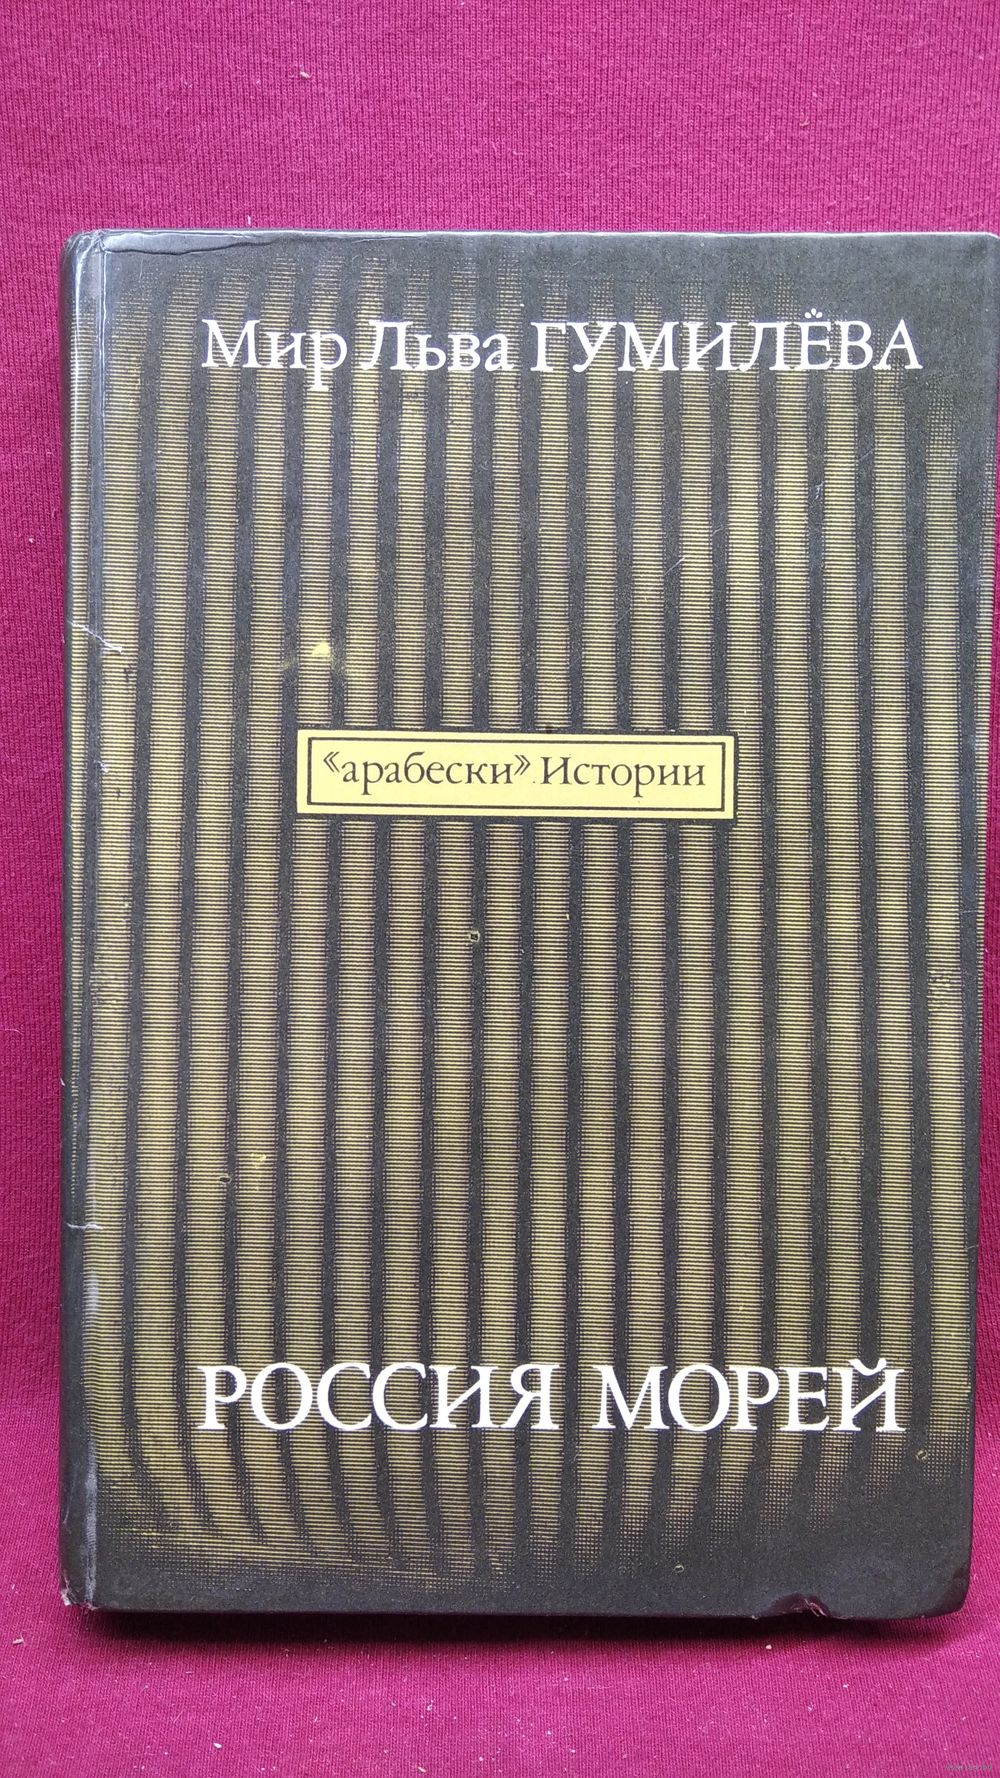 Мир Льва ГУМИЛЁВА
«арабески» Истории
РОССИЯ МОРЕЙ